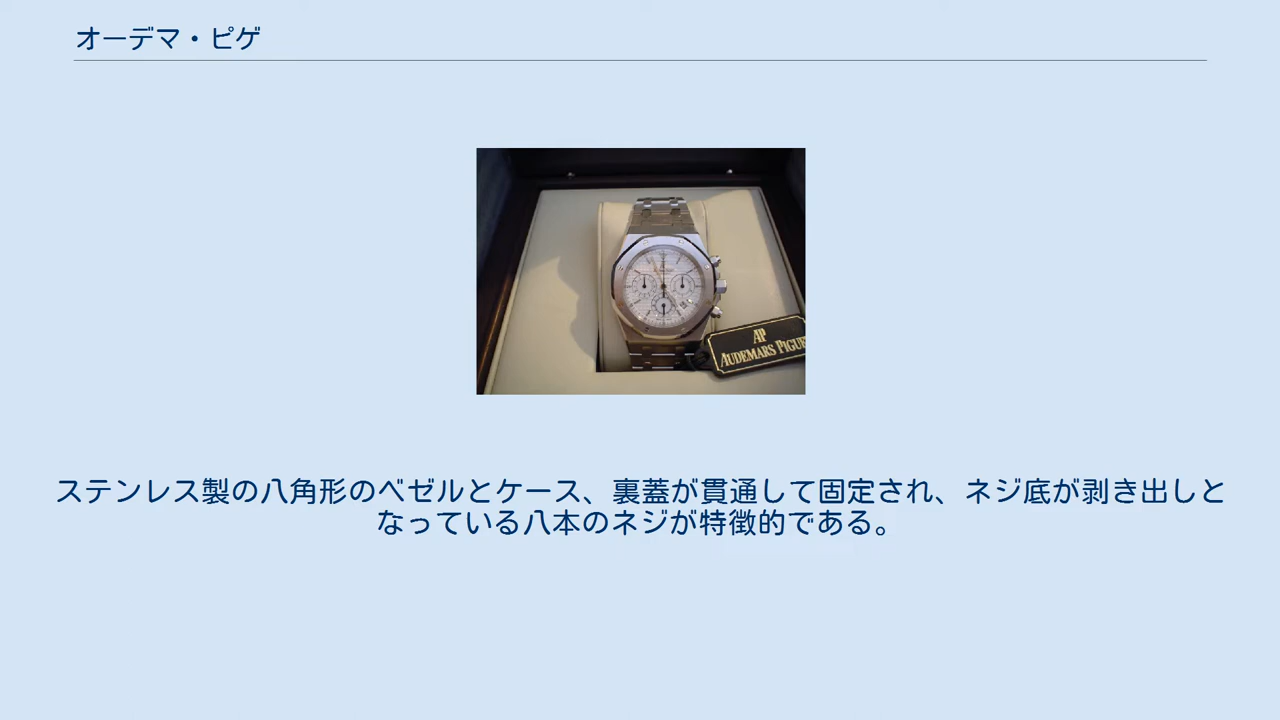 オーデマ・ピゲ
AP
AUDEMARS PIGUE
ステンレス製の八角形のベゼルとケース、裏蓋が貫通して固定され、ネジ底が剥き出しと
なっている八本のネジが特徴的である。